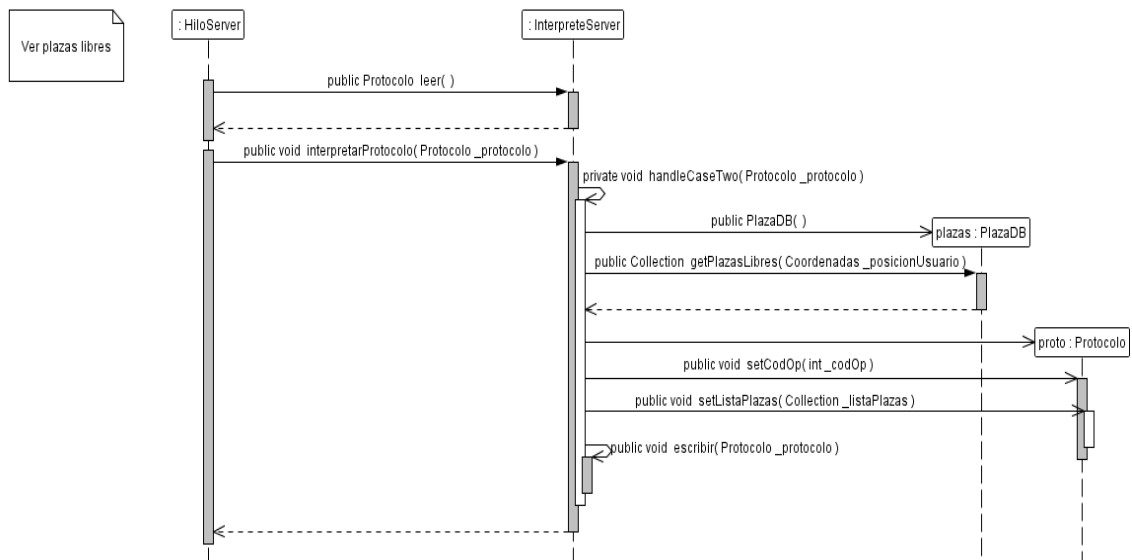 : HiloServer
: InterpreteServer
Ver plazas libres
public Protocolo leer( )
public void interpretarProtocolo( Protocolo _protocolo )
private void handleCaseTwo( Protocolo _protocolo )
public PlazaDB( )
plazas : PlazaDB
public Collection getPlazasLibres( Coordenadas _posicionUsuario )
proto : Protocolo
public void setCodOp( int _codOp )
public void setListaPlazas( Collection _listaPlazas )
public void escribir( Protocolo _protocolo )